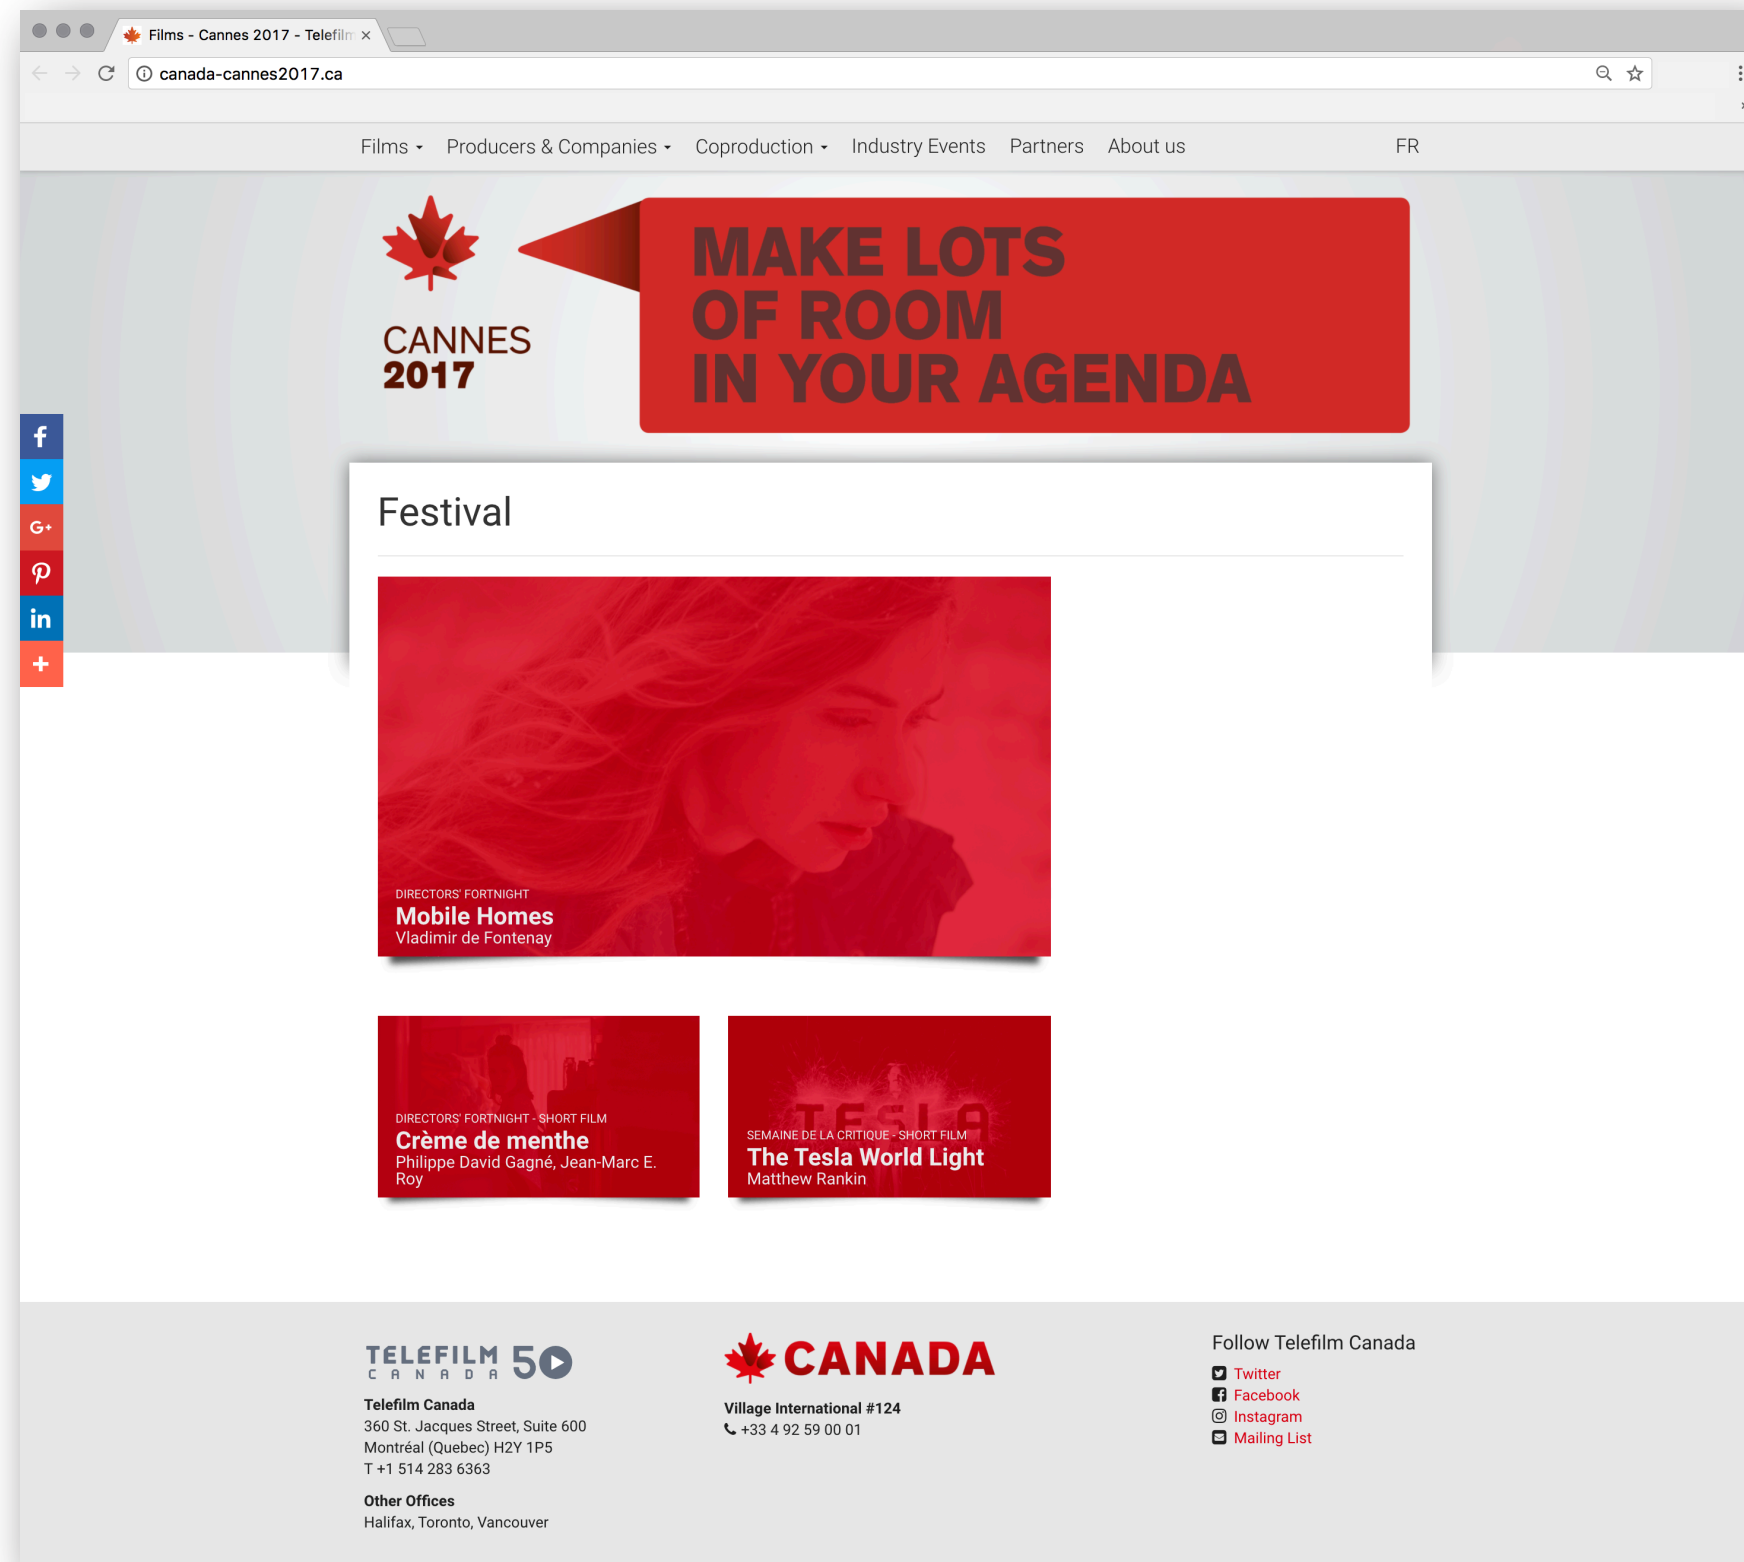 Films - Cannes 2017 - Telefilm
canada-cannes2017.ca
Films
Producers & Companies
Coproduction
Industry Events
Partners
About us
FR
CANNES
2017
MAKE LOTS
OF ROOM
IN YOUR AGENDA
Festival
DIRECTORS' FORTNIGHT
Mobile Homes
Vladimir de Fontenay
DIRECTORS' FORTNIGHT - SHORT FILM
Crème de menthe
Philippe David Gagné, Jean-Marc E.
Roy
TESLA
SEMAINE DE LA CRITIQUE - SHORT FILM
The Tesla World Light
Matthew Rankin
TELEFILM
CANADA
50
Telefilm Canada
360 St. Jacques Street, Suite 600
Montréal (Quebec) H2Y 1P5
T +1 514 283 6363
Other Offices
Halifax, Toronto, Vancouver
CANADA
Village International #124
+33 4 92 59 00 01
Follow Telefilm Canada
Twitter
Facebook
Instagram
Mailing List